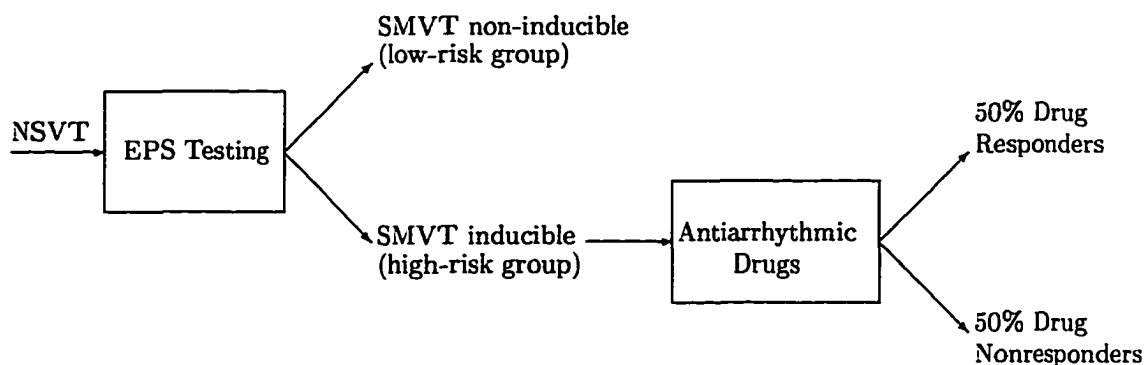 SMVT non-inducible
(low-risk group)
NSVT
EPS Testing
50% Drug
Responders
SMVT inducible
(high-risk group)
Antiarrhythmic
Drugs
50% Drug
Nonresponders